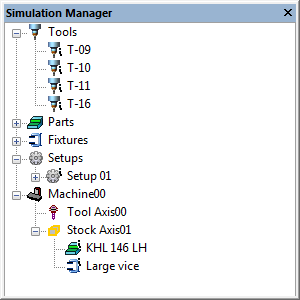 Simulation Manager
Tools
T-09
T-10
T-11
T-16
Parts
Fixtures
Setups
Setup 01
Machine00
Tool Axis00
Stock Axis01
KHL 146 LH
Large vice